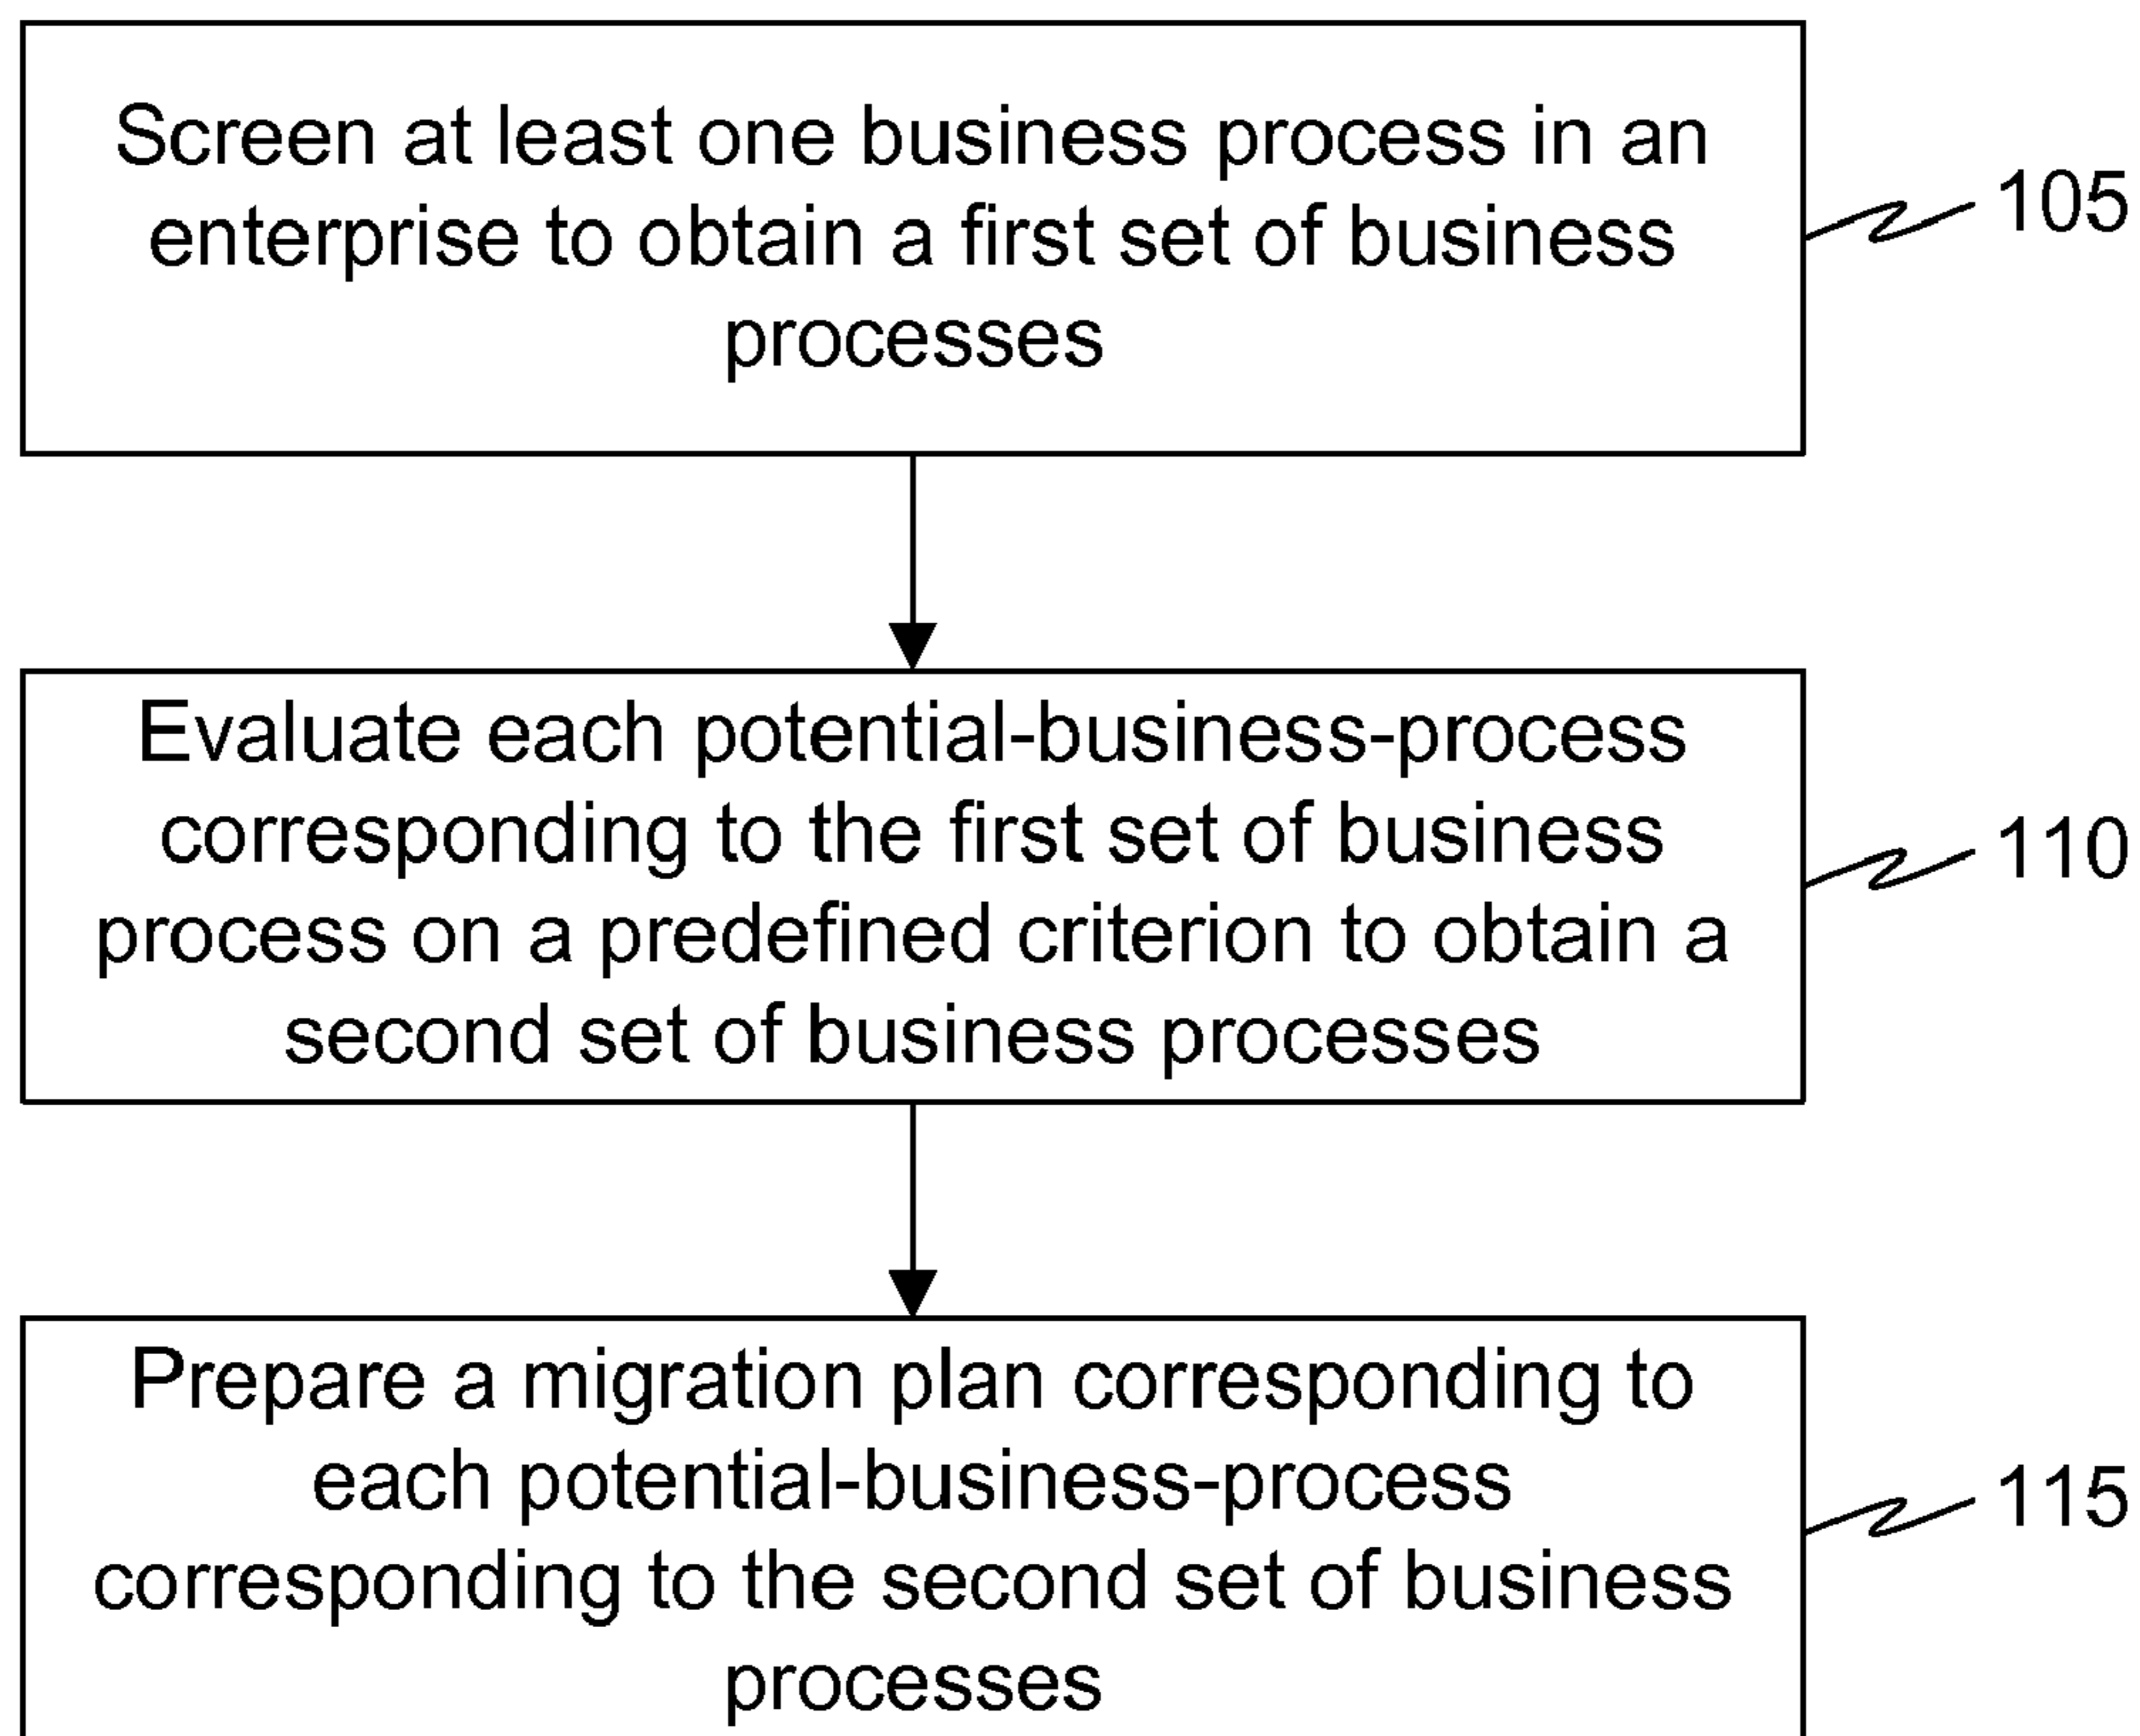 Screen at least one business process in an
enterprise to obtain a first set of business
processes
105
Evaluate each potential-business-process
corresponding to the first set of business
process on a predefined criterion to obtain a
second set of business processes
110
Prepare a migration plan corresponding to
each potential-business-process
corresponding to the second set of business
processes
115